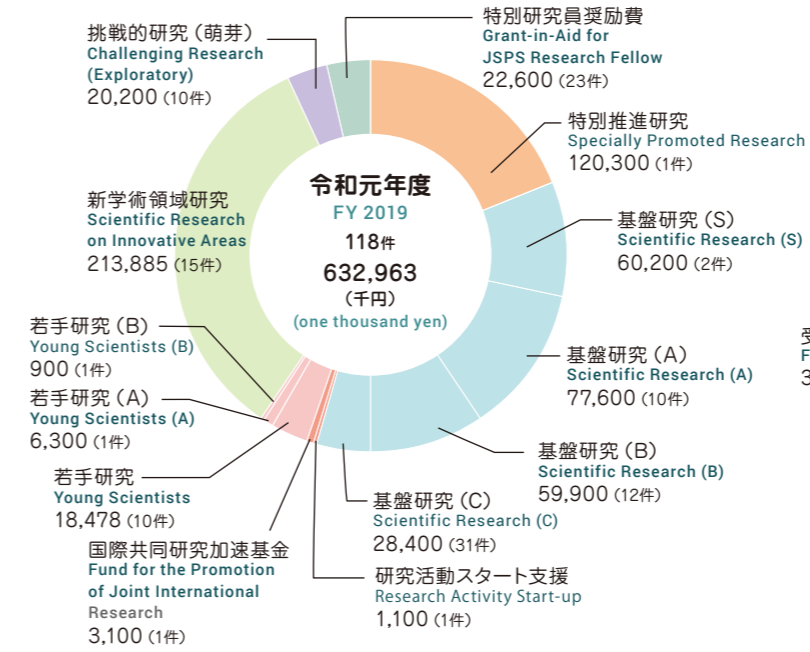 特別研究員奨励費
Grant-in-Aid for
JSPS Research Fellow
22,600（23件）
特別推進研究
Specially Promoted Research
120,300（1件）
基盤研究（S）
Scientific Research (S)
60,200（2件）
基盤研究（A）
Scientific Research (A)
77,600（10件）
基盤研究（B）
Scientific Research (B)
59,900（12件）
基盤研究（C）
Scientific Research (C)
28,400（31件）
研究活動スタート支援
Research Activity Start-up
1,100（1件）
国際共同研究加速基金
Fund for the Promotion
of Joint International
Research
3,100（1件）
若手研究
Young Scientists
18,478（10件）
若手研究（A）
Young Scientists (A)
6,300（1件）
若手研究（B）
Young Scientists (B)
900（1件）
新学術領域研究
Scientific Research
on Innovative Areas
213,885（15件）
挑戦的研究（萌芽）
Challenging Research
(Exploratory)
20,200（10件）
令和元年度
FY 2019
118件
632,963
（千円）
(one thousand yen)
F
3